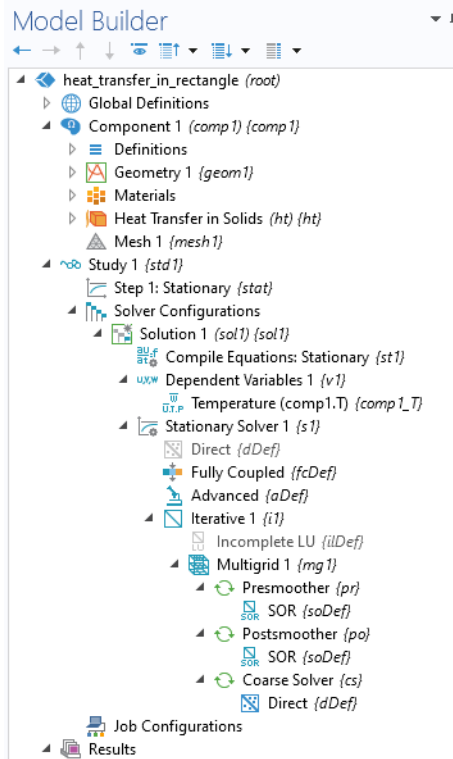 Model Builder
heat_transfer_in_rectangle (root)
Global Definitions
Component 1 (comp1) {comp1}
Definitions
Geometry 1 {geom1}
Materials
Heat Transfer in Solids (ht) {ht}
Mesh 1 {mesh1}
Study 1 {std1}
Step 1: Stationary {stat}
Solver Configurations
Solution 1 (sol1) {sol1}
Compile Equations: Stationary {st1}
u,v,w Dependent Variables 1 {v1}
Temperature (comp1.T) {comp1_T}
Stationary Solver 1 {s1}
Direct {dDef}
Fully Coupled {fcDef}
Advanced {aDef}
Iterative 1 {i1}
Incomplete LU {ilDef}
Multigrid 1 {mg1}
Presmoother {pr}
SOR SOR {soDef}
Postsmoother {po}
SOR SOR {soDef}
Coarse Solver {cs}
Direct {dDef}
Job Configurations
Results